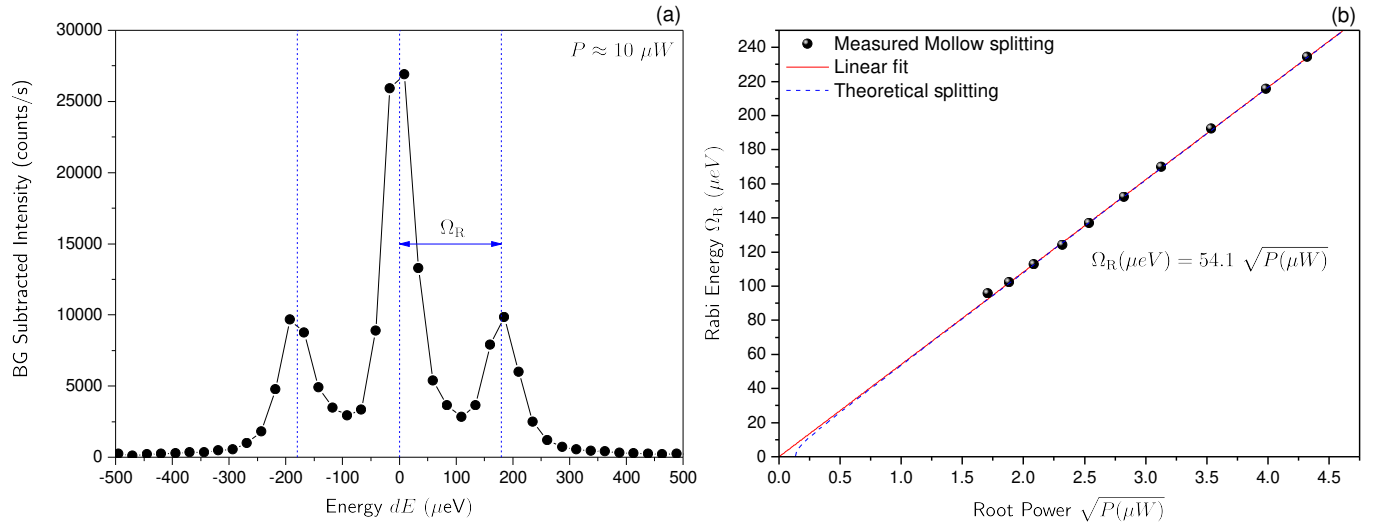 (a)
P ≈ 10 μW
30000
25000
20000
15000
10000
5000
0
BG Subtracted Intensity (counts/s)
Ω_R
-500 -400 -300 -200 -100 0 100 200 300 400 500
Energy dE (μeV)
(b)
Measured Mollow splitting
Linear fit
Theoretical splitting
240
220
200
180
160
140
120
100
80
60
40
20
0
Rabi Energy Ω_R (μeV)
Ω_R(μeV) = 54.1 √P(μW)
0.0 0.5 1.0 1.5 2.0 2.5 3.0 3.5 4.0 4.5
Root Power √P(μW)